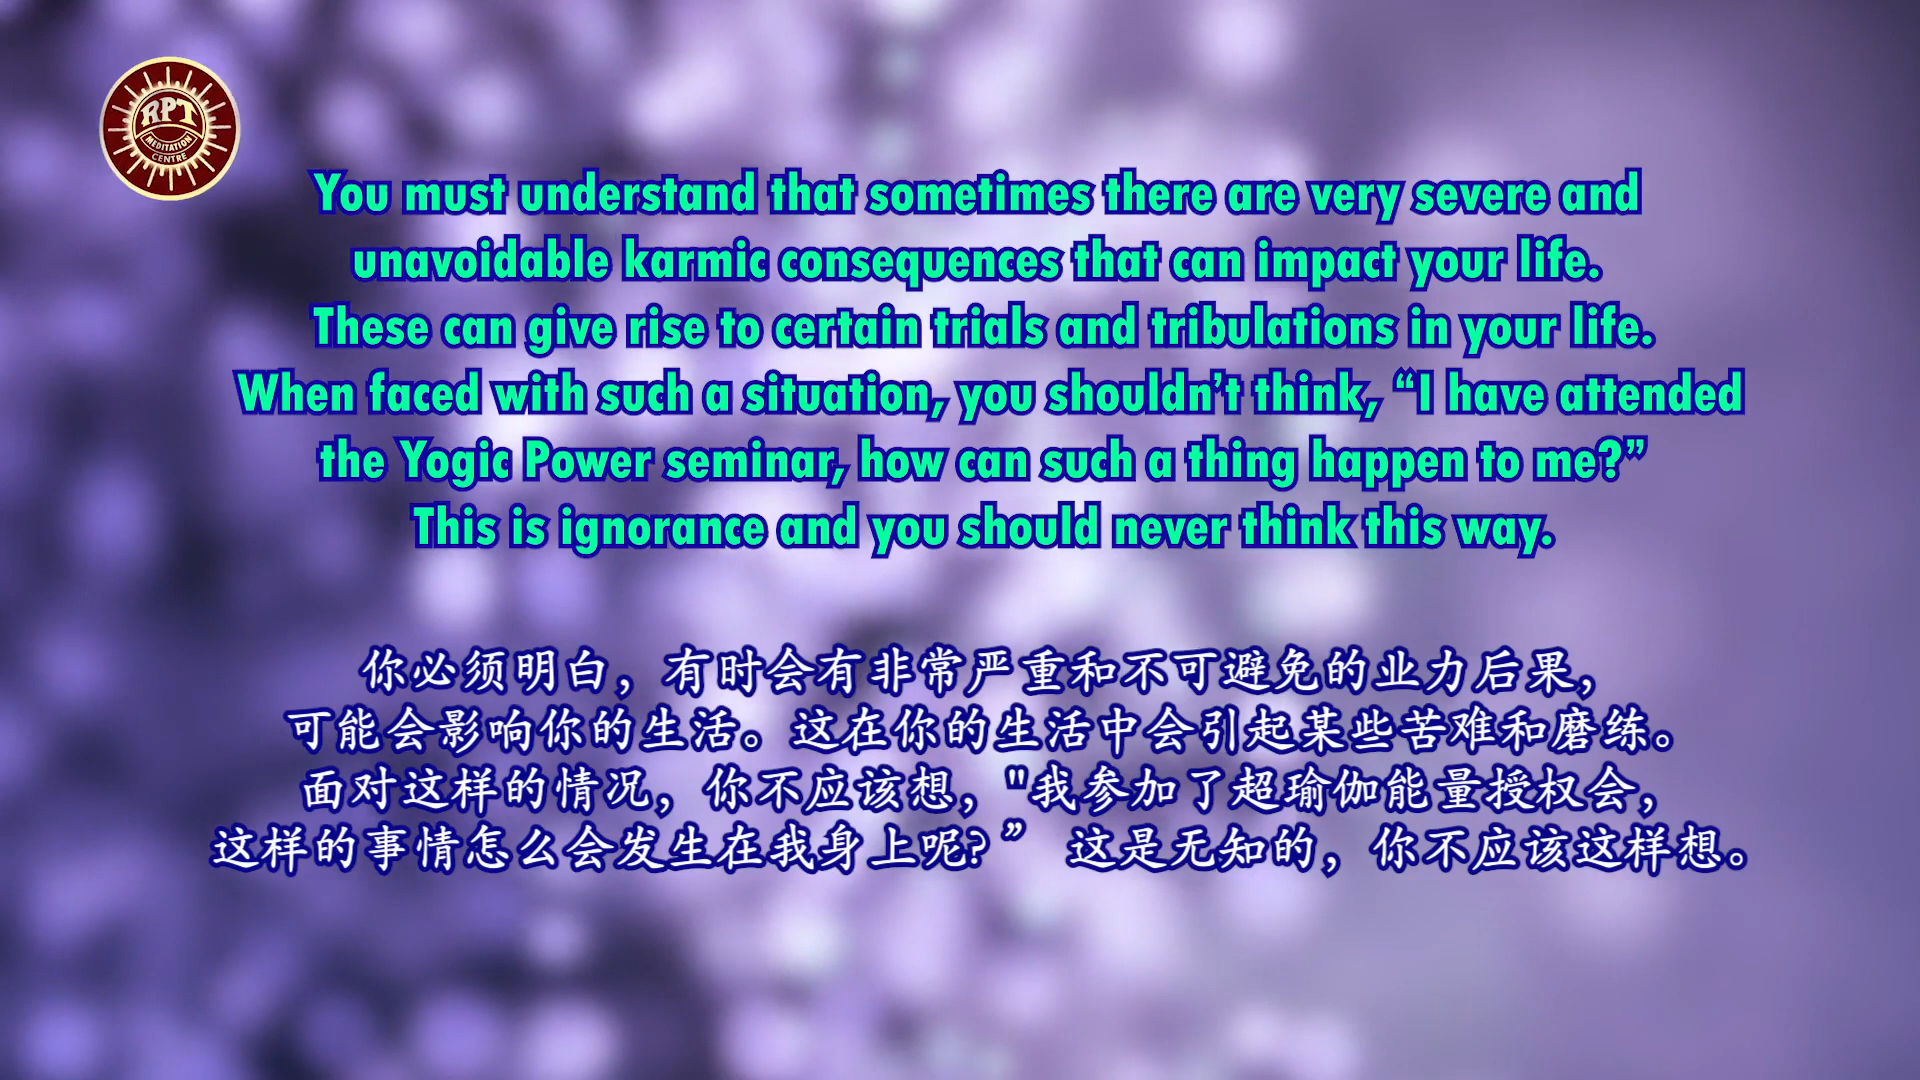 RPT
MEDITATION
CENTRE
You must understand that sometimes there are very severe and
unavoidable karmic consequences that can impact your life.
These can give rise to certain trials and tribulations in your life.
When faced with such a situation, you shouldn’t think, “I have attended
the Yogic Power seminar, how can such a thing happen to me?”
This is ignorance and you should never think this way.
你必须明白，有时会有非常严重和不可避免的业力后果，
可能会影响你的生活。这在你的生活中会引起某些苦难和磨练。
面对这样的情况，你不应该想，"我参加了超瑜伽能量授权会，
这样的事情怎么会发生在我身上呢?” 这是无知的，你不应该这样想。